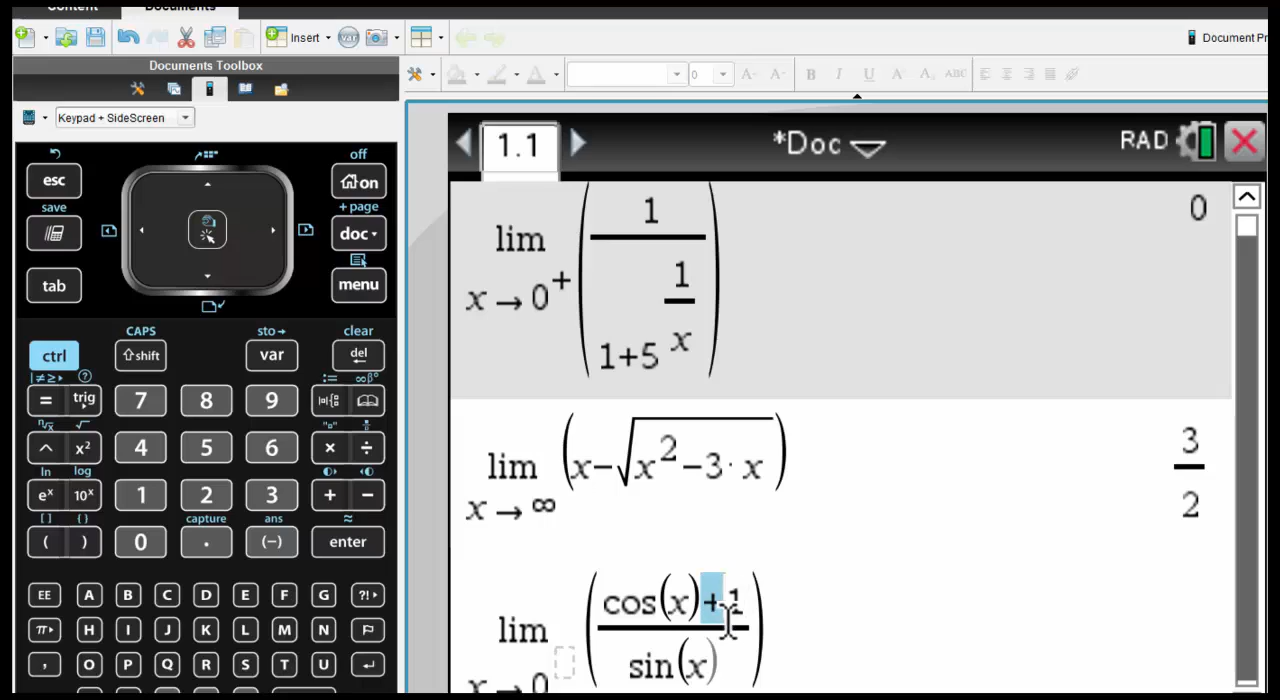 Content Documents
Insert var
Document Pr
Documents Toolbox
0 A A B I U A A ABC
Keypad + SideScreen
1.1 *Doc RAD
off
esc on
save + page
doc
tab menu
CAPS sto→ clear
ctrl shift var del
|≠≥▸ ? := ∞β°
= trig 7 8 9 |□|{
ⁿ√x √
^ x² 4 5 6 × ÷
ln log
eˣ 10ˣ 1 2 3 + −
[ ] { } capture ans ≈
( ) 0 . (−) enter
EE A B C D E F G ?!▸
π▸ H I J K L M N
, O P Q R S T U ↵
lim x→0⁺ (1/(1+5^(1/x))) 0
lim x→∞ (x−√(x²−3·x)) 3/2
lim x→0 ((cos(x)+1)/sin(x))